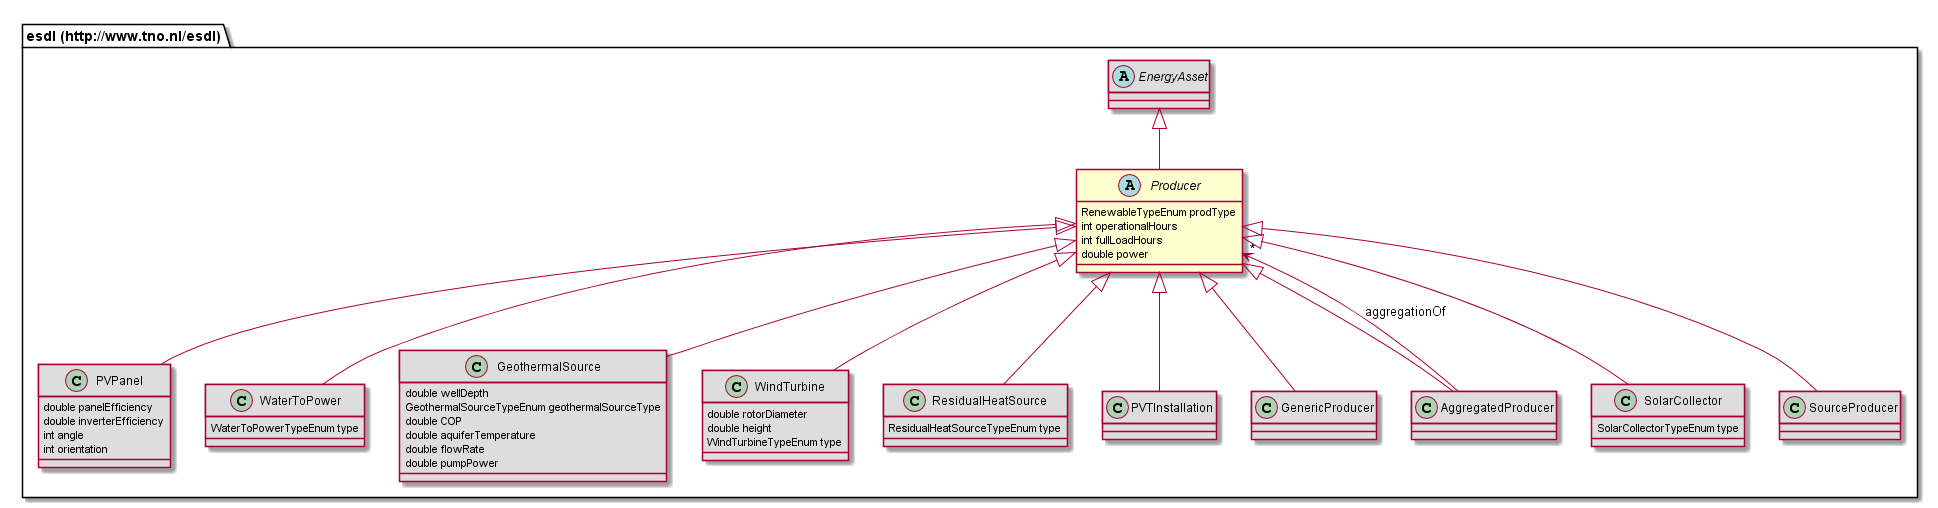 esdl (http://www.tno.nl/esdl)
A EnergyAsset
A Producer
RenewableTypeEnum prodType
int operationalHours
int fullLoadHours
double power
*
aggregationOf
C PVPanel
double panelEfficiency
double inverterEfficiency
int angle
int orientation
C WaterToPower
WaterToPowerTypeEnum type
C GeothermalSource
double wellDepth
GeothermalSourceTypeEnum geothermalSourceType
double COP
double aquiferTemperature
double flowRate
double pumpPower
C WindTurbine
double rotorDiameter
double height
WindTurbineTypeEnum type
C ResidualHeatSource
ResidualHeatSourceTypeEnum type
C PVTInstallation
C GenericProducer
C AggregatedProducer
C SolarCollector
SolarCollectorTypeEnum type
C SourceProducer